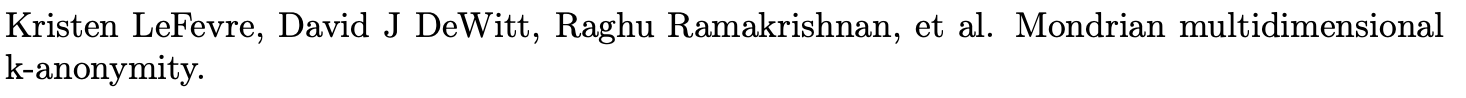 Kristen LeFevre, David J DeWitt, Raghu Ramakrishnan, et al. Mondrian multidimensional
k-anonymity.